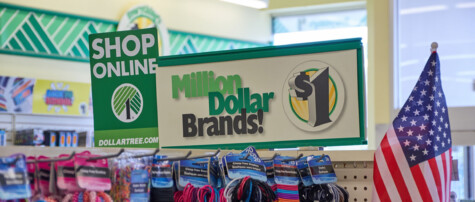 SHOP
ONLINE
DOLLARTREE.COM
Million
Dollar
Brands!
$1